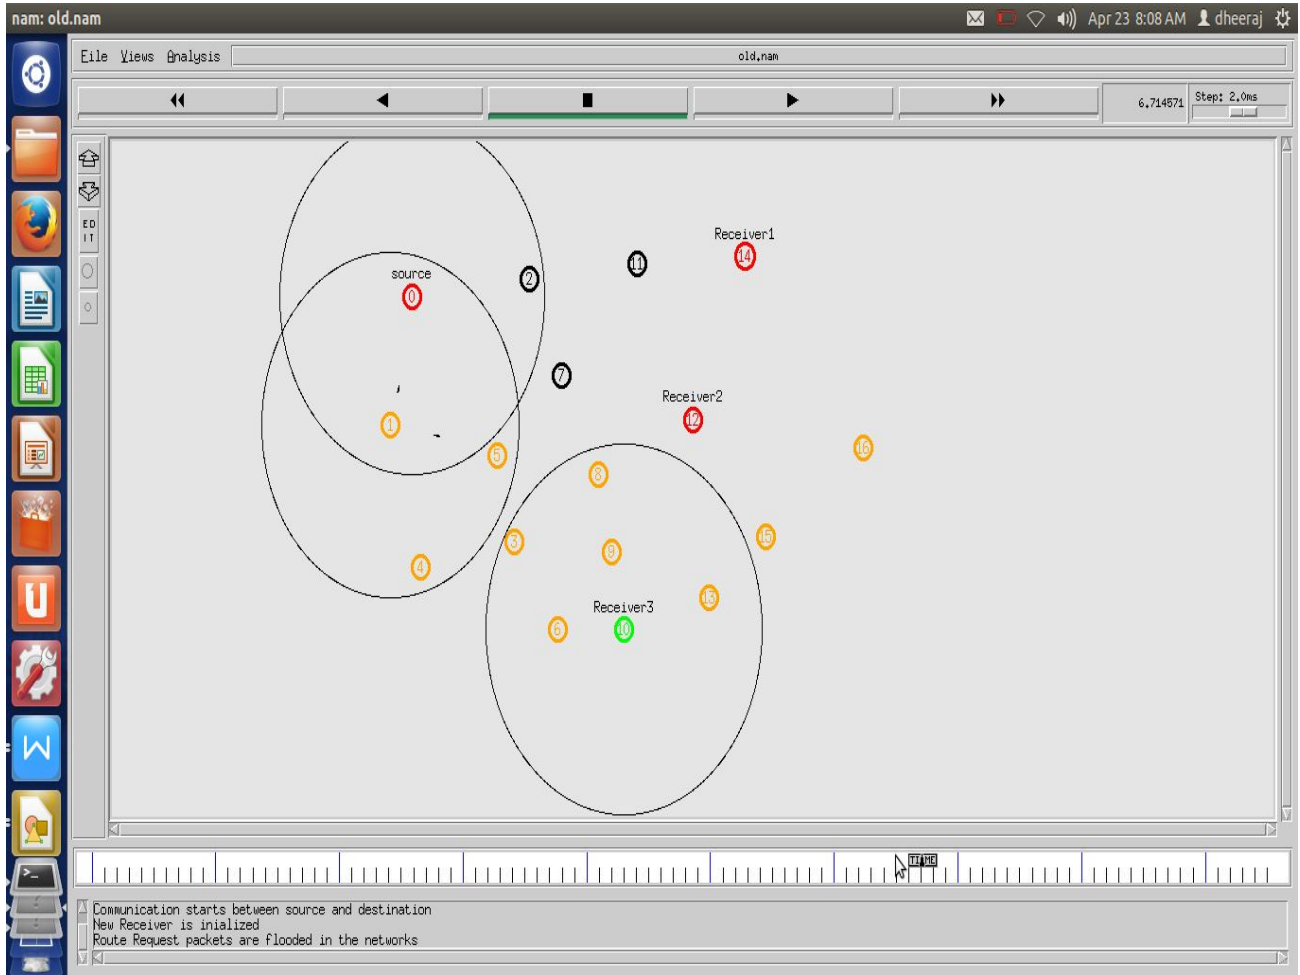 nam: old.nam
Apr 23 8:08 AM dheeraj
File Views Analysis old.nam
6.714571 Step: 2.0ms
ED
IT
Receiver1
14
11
source
0
2
7
Receiver2
12
1
16
5
8
3
9
15
4
Receiver3
13
6
10
TIME
Communication starts between source and destination
New Receiver is inialized
Route Request packets are flooded in the networks